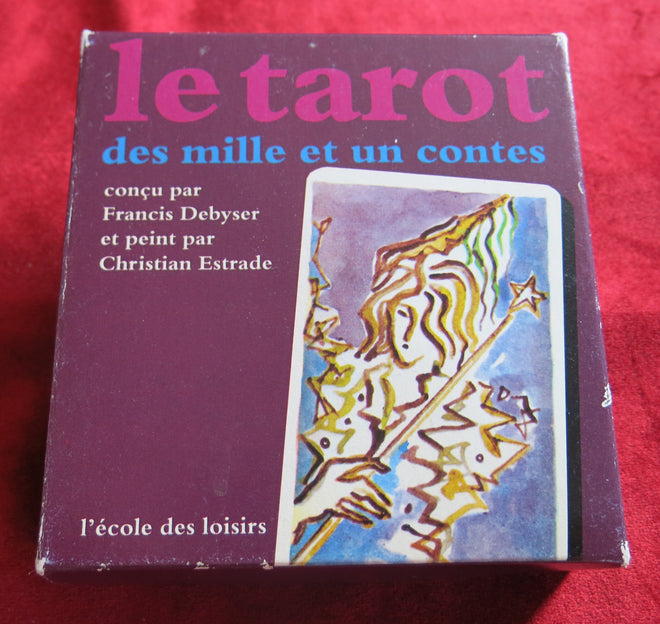 le tarot
des mille et un contes
conçu par
Francis Debyser
et peint par
Christian Estrade
l'école des loisirs